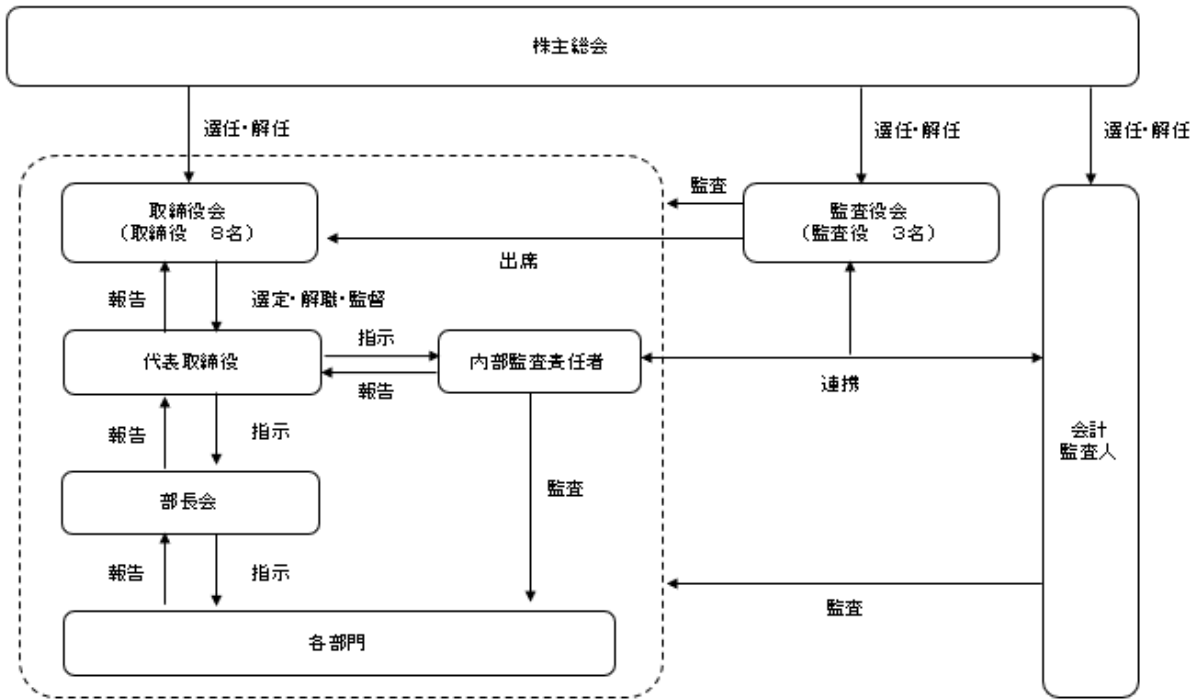 株主総会
選任・解任
選任・解任
選任・解任
取締役会
（取締役　8名）
監査
監査役会
（監査役　3名）
出席
報告
選定・解職・監督
代表取締役
指示
報告
内部監査責任者
連携
会計
監査人
報告
指示
部長会
監査
報告
指示
監査
各部門